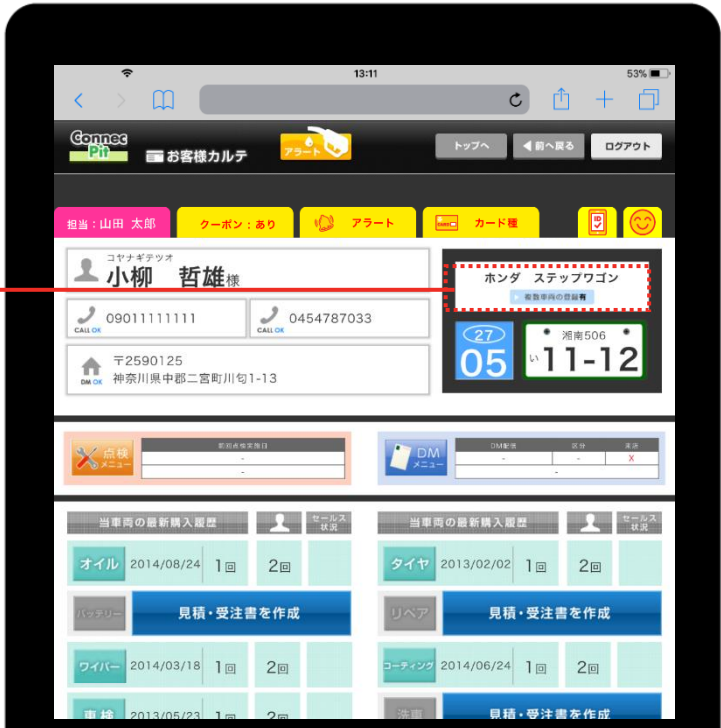 13:11
53%
Connec
Pit
お客様カルテ
アラート
トップへ
◀前へ戻る
ログアウト
担当:山田 太郎
クーポン:あり
アラート
カード種
ID
コヤナギテツオ
小柳 哲雄様
ホンダ ステップワゴン
複数車両の登録有
CALL OK
09011111111
CALL OK
0454787033
27
05
湘南506
い 11-12
DM OK
〒2590125
神奈川県中郡二宮町川匂1-13
点検
メニュー
前回点検実施日
-
-
DM
メニュー
DM配信
区分
来店
-
-
X
-
当車両の最新購入履歴
セールス
状況
当車両の最新購入履歴
セールス
状況
オイル 2014/08/24 1回 2回
タイヤ 2013/02/02 1回 2回
バッテリー 見積・受注書を作成
リペア 見積・受注書を作成
ワイパー 2014/03/18 1回 2回
コーティング 2014/06/24 1回 2回
車検 2013/05/23 1回 2回
洗車 見積・受注書を作成